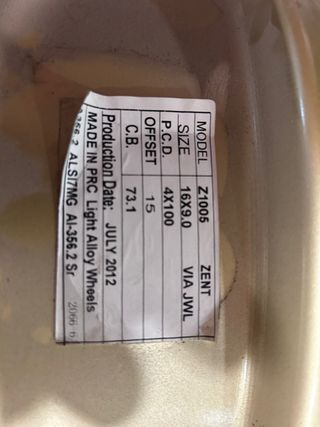 MODEL Z1005 ZENT
SIZE 16X9.0 VIA JWL
P.C.D. 4X100
OFFSET 15
C.B. 73.1
Production Date: JULY 2012
MADE IN PRC Light Alloy Wheels
ALSI7MG Al-356.2 Sr